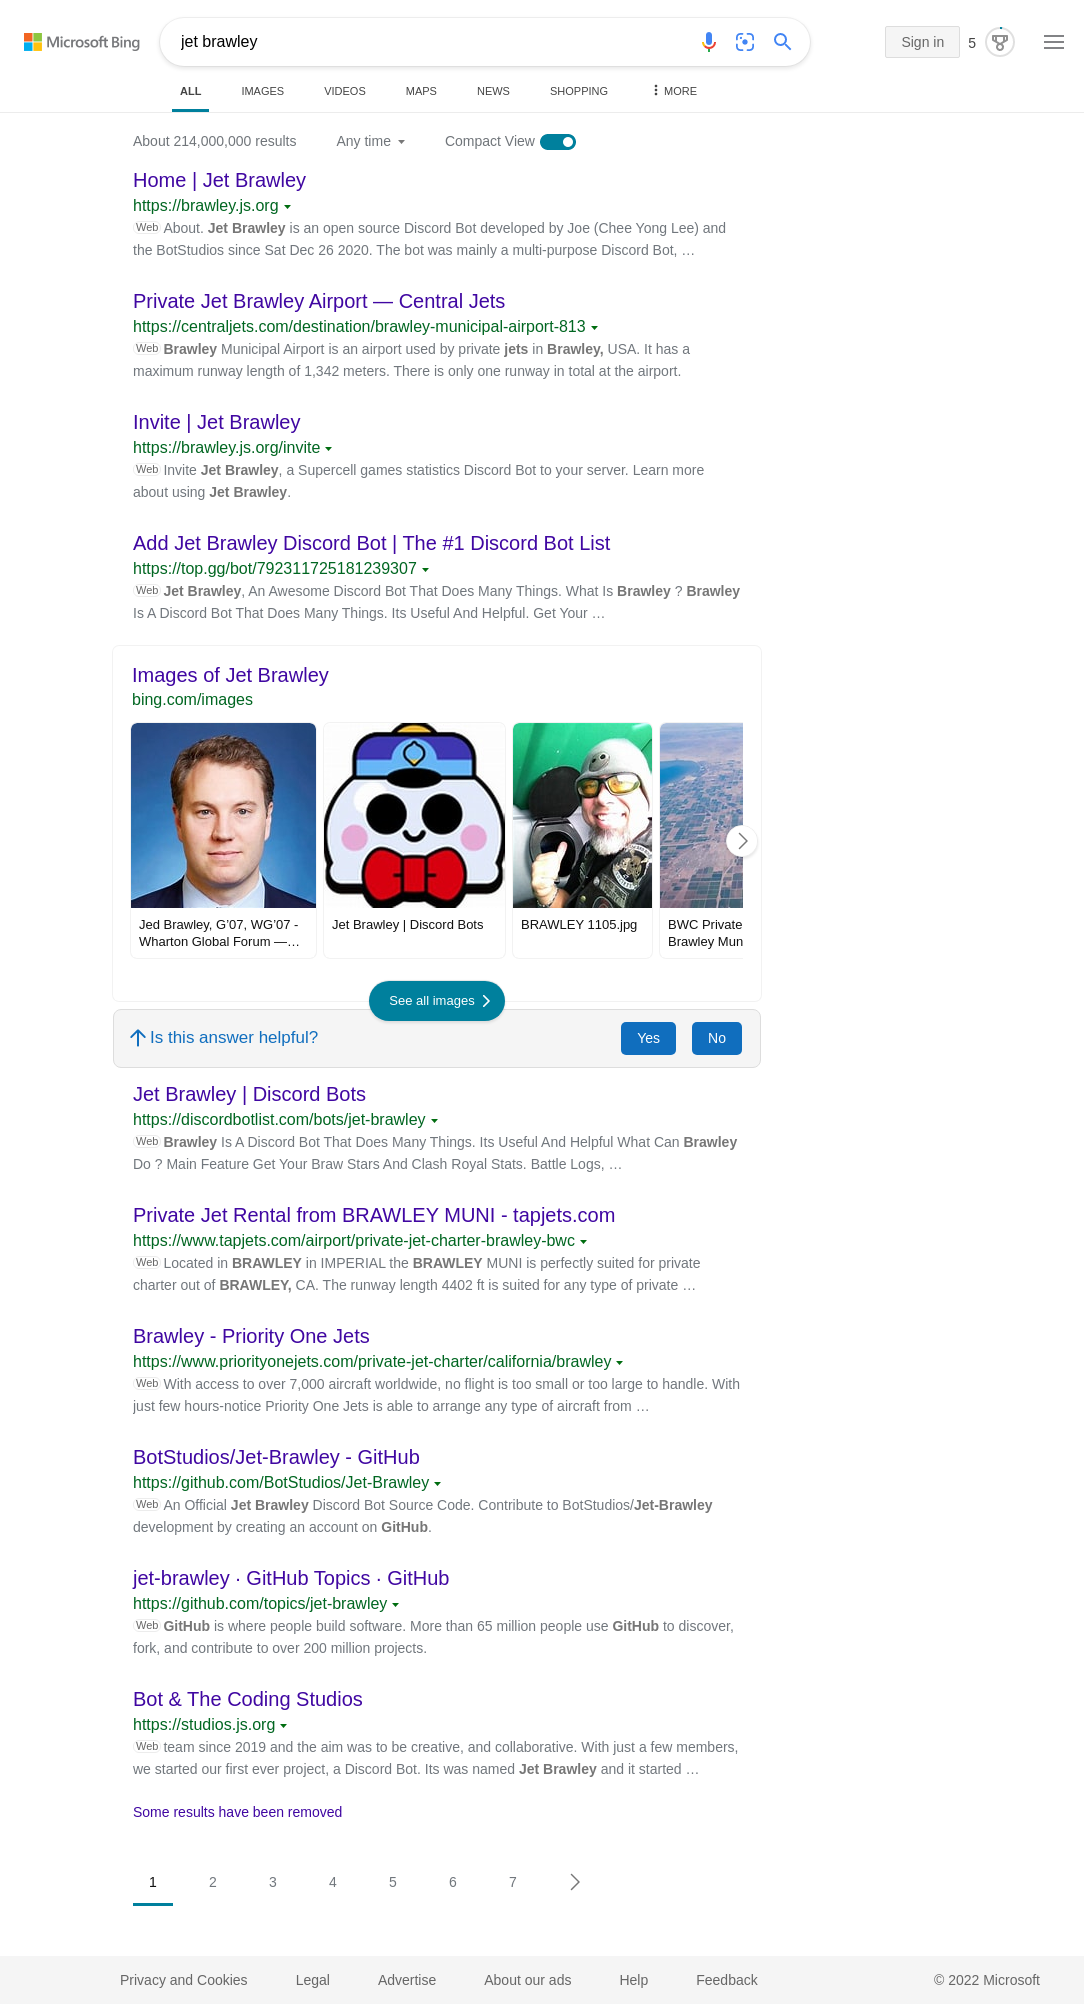 Microsoft Bing
jet brawley
Sign in
5
ALL
IMAGES
VIDEOS
MAPS
NEWS
SHOPPING
MORE
About 214,000,000 results
Any time
Compact View
Home | Jet Brawley
https://brawley.js.org
Web About. Jet Brawley is an open source Discord Bot developed by Joe (Chee Yong Lee) and
the BotStudios since Sat Dec 26 2020. The bot was mainly a multi-purpose Discord Bot, …
Private Jet Brawley Airport — Central Jets
https://centraljets.com/destination/brawley-municipal-airport-813
Web Brawley Municipal Airport is an airport used by private jets in Brawley, USA. It has a
maximum runway length of 1,342 meters. There is only one runway in total at the airport.
Invite | Jet Brawley
https://brawley.js.org/invite
Web Invite Jet Brawley, a Supercell games statistics Discord Bot to your server. Learn more
about using Jet Brawley.
Add Jet Brawley Discord Bot | The #1 Discord Bot List
https://top.gg/bot/792311725181239307
Web Jet Brawley, An Awesome Discord Bot That Does Many Things. What Is Brawley ? Brawley
Is A Discord Bot That Does Many Things. Its Useful And Helpful. Get Your …
Images of Jet Brawley
bing.com/images
Jed Brawley, G’07, WG’07 -
Wharton Global Forum —…
Jet Brawley | Discord Bots
BRAWLEY 1105.jpg
BWC Private
Brawley Mun
See all images
Is this answer helpful?
Yes
No
Jet Brawley | Discord Bots
https://discordbotlist.com/bots/jet-brawley
Web Brawley Is A Discord Bot That Does Many Things. Its Useful And Helpful What Can Brawley
Do ? Main Feature Get Your Braw Stars And Clash Royal Stats. Battle Logs, …
Private Jet Rental from BRAWLEY MUNI - tapjets.com
https://www.tapjets.com/airport/private-jet-charter-brawley-bwc
Web Located in BRAWLEY in IMPERIAL the BRAWLEY MUNI is perfectly suited for private
charter out of BRAWLEY, CA. The runway length 4402 ft is suited for any type of private …
Brawley - Priority One Jets
https://www.priorityonejets.com/private-jet-charter/california/brawley
Web With access to over 7,000 aircraft worldwide, no flight is too small or too large to handle. With
just few hours-notice Priority One Jets is able to arrange any type of aircraft from …
BotStudios/Jet-Brawley - GitHub
https://github.com/BotStudios/Jet-Brawley
Web An Official Jet Brawley Discord Bot Source Code. Contribute to BotStudios/Jet-Brawley
development by creating an account on GitHub.
jet-brawley · GitHub Topics · GitHub
https://github.com/topics/jet-brawley
Web GitHub is where people build software. More than 65 million people use GitHub to discover,
fork, and contribute to over 200 million projects.
Bot & The Coding Studios
https://studios.js.org
Web team since 2019 and the aim was to be creative, and collaborative. With just a few members,
we started our first ever project, a Discord Bot. Its was named Jet Brawley and it started …
Some results have been removed
1 2 3 4 5 6 7
Privacy and Cookies
Legal
Advertise
About our ads
Help
Feedback
© 2022 Microsoft